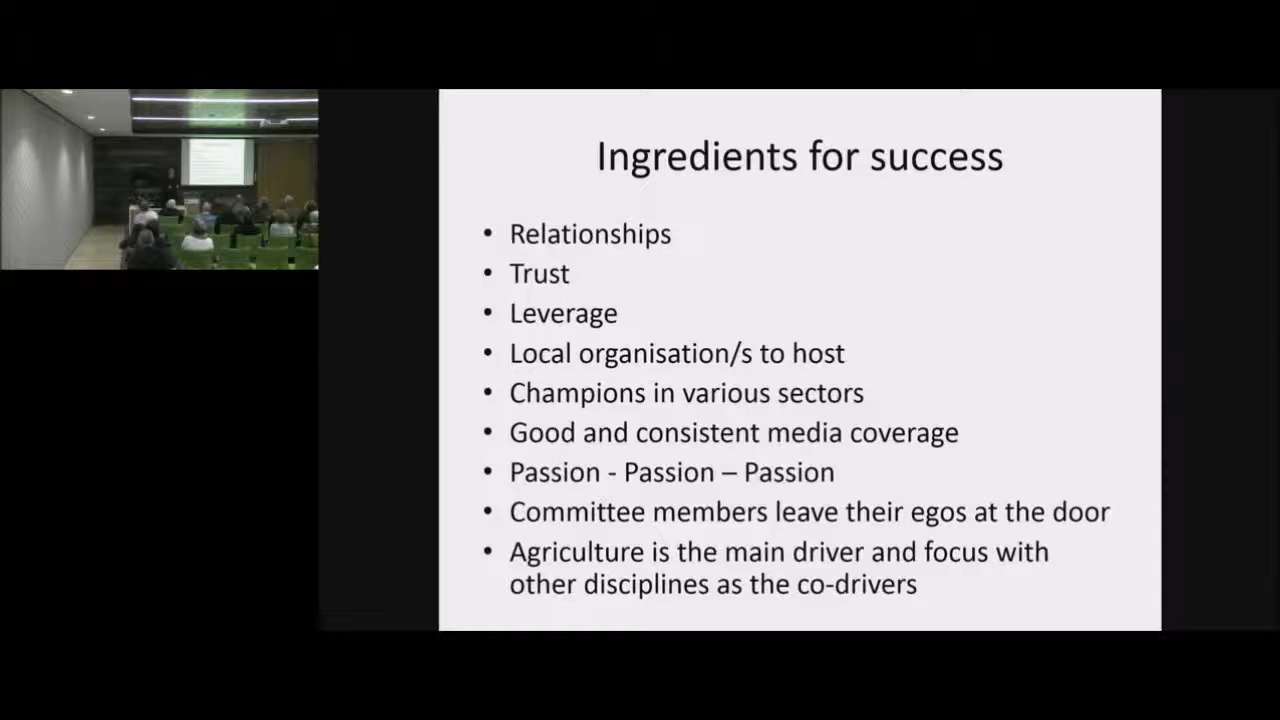 Ingredients for success
• Relationships
• Trust
• Leverage
• Local organisation/s to host
• Champions in various sectors
• Good and consistent media coverage
• Passion - Passion – Passion
• Committee members leave their egos at the door
• Agriculture is the main driver and focus with
other disciplines as the co-drivers